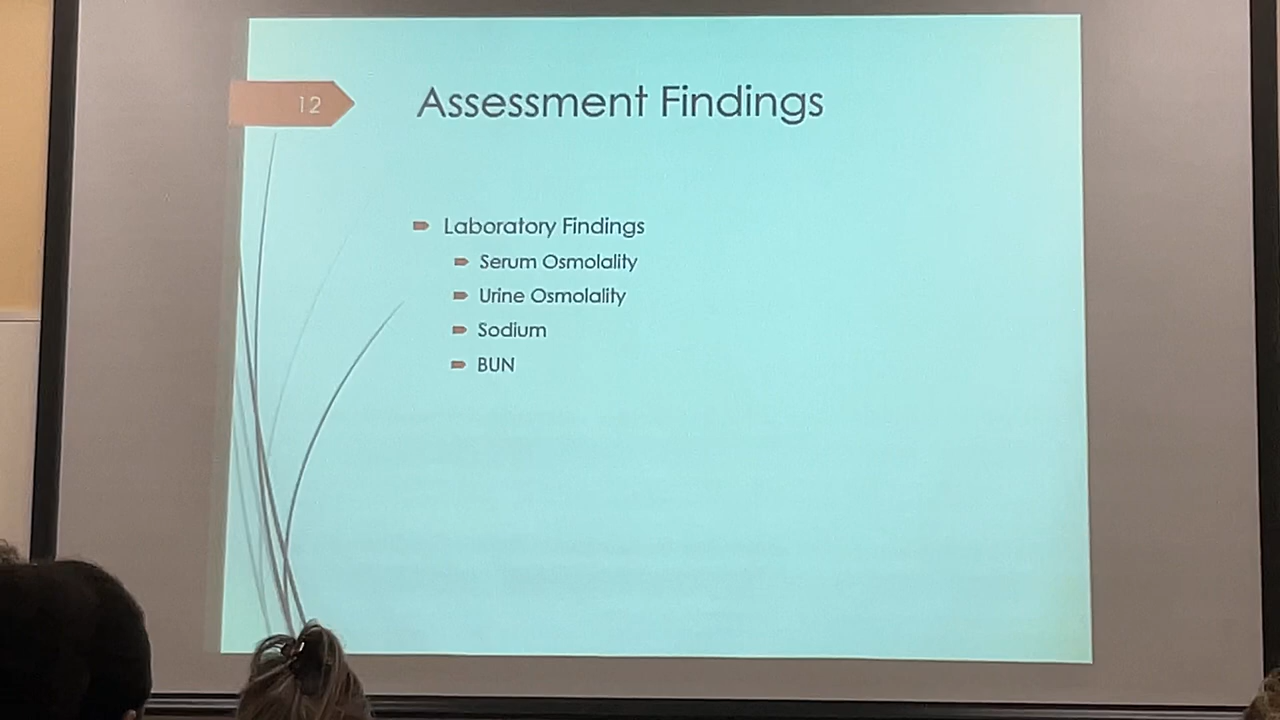 12
Assessment Findings
Laboratory Findings
Serum Osmolality
Urine Osmolality
Sodium
BUN